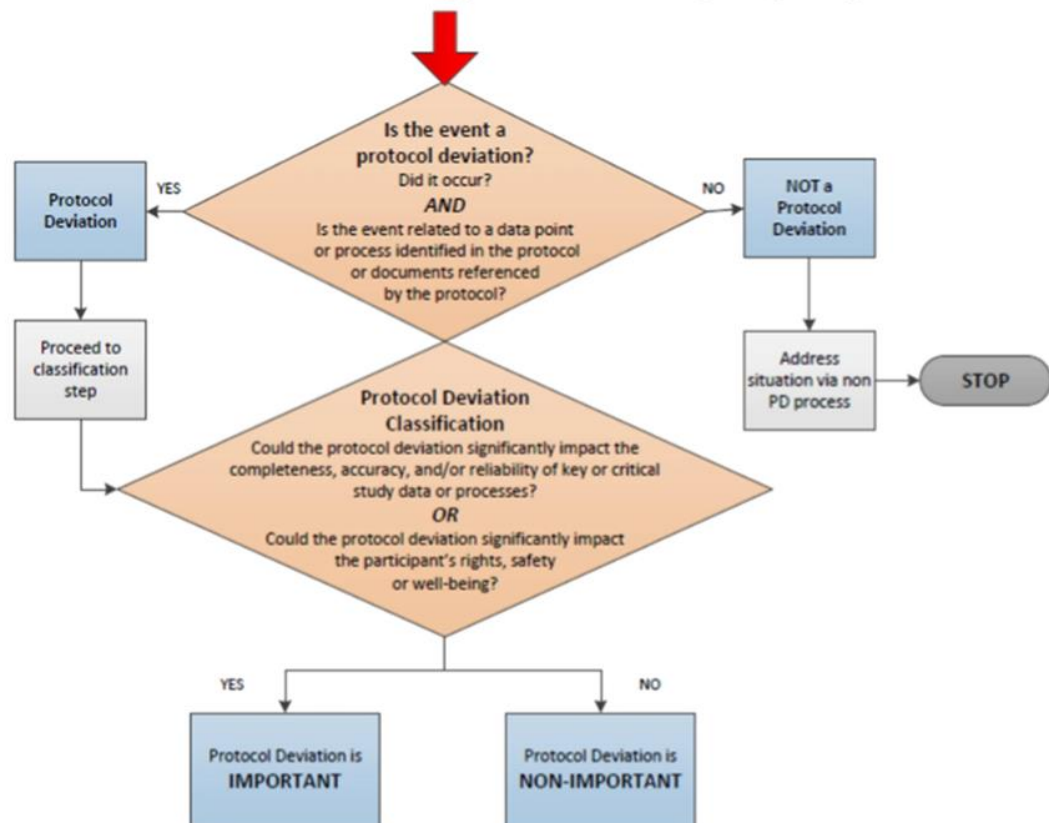 Is the event a
protocol deviation?
Did it occur?
AND
Is the event related to a data point
or process identified in the protocol
or documents referenced
by the protocol?
YES
NO
Protocol
Deviation
NOT a
Protocol
Deviation
Proceed to
classification
step
Address
situation via non
PD process
STOP
Protocol Deviation
Classification
Could the protocol deviation significantly impact the
completeness, accuracy, and/or reliability of key or critical
study data or processes?
OR
Could the protocol deviation significantly impact
the participant's rights, safety
or well-being?
YES
NO
Protocol Deviation is
IMPORTANT
Protocol Deviation is
NON-IMPORTANT